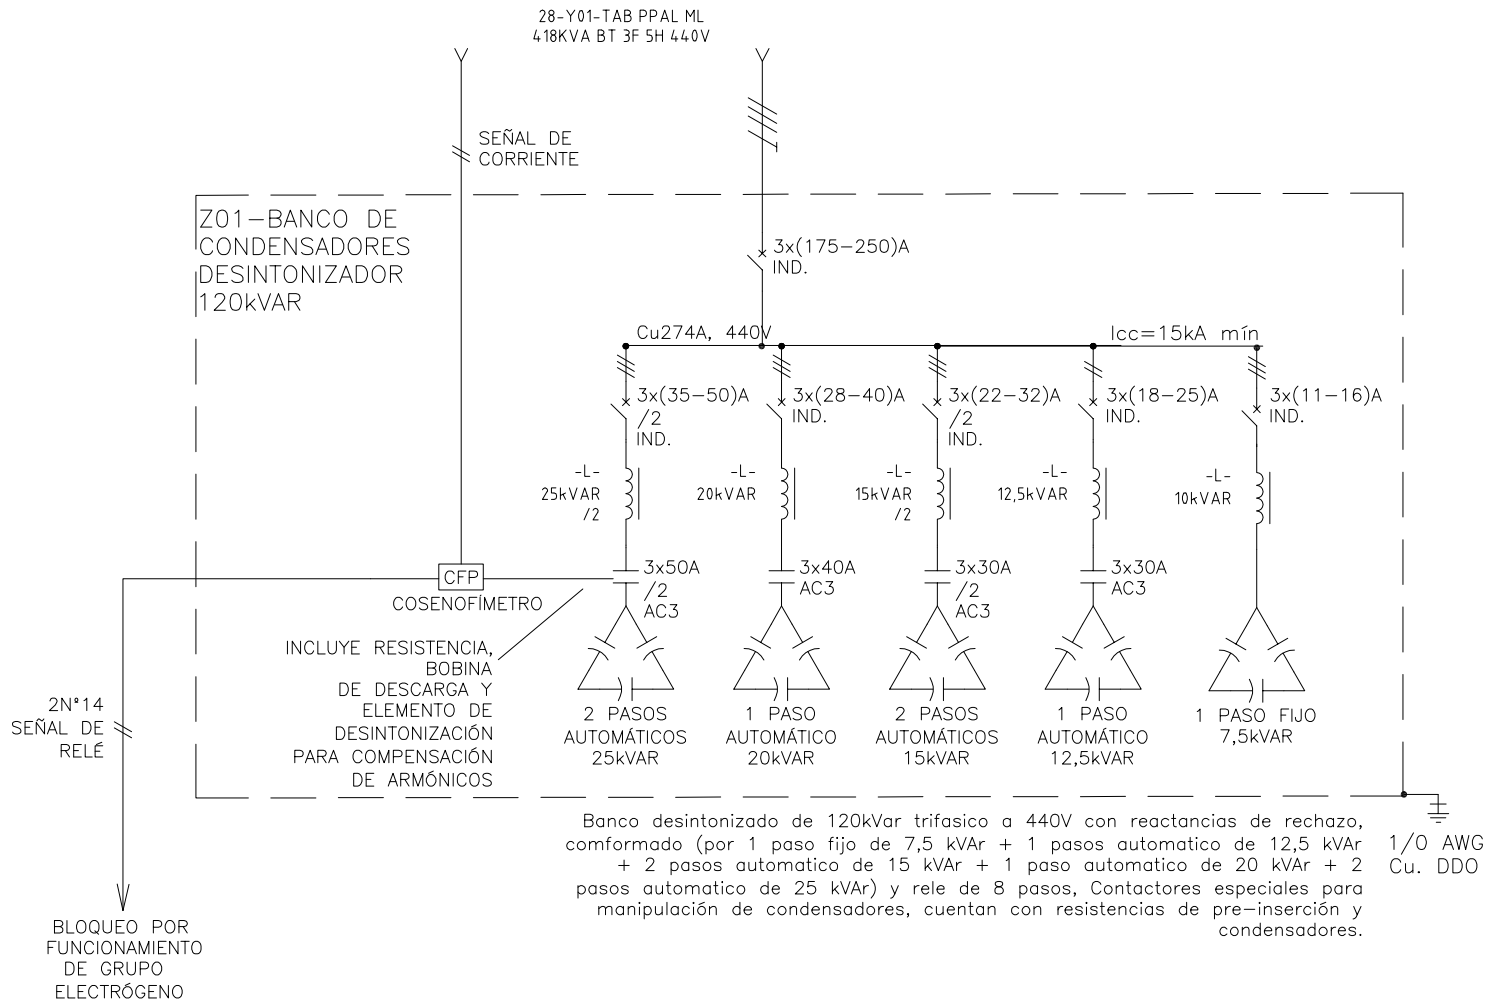 28-Y01-TAB PPAL ML
418KVA BT 3F 5H 440V
SEÑAL DE
CORRIENTE
Z01-BANCO DE
CONDENSADORES
DESINTONIZADOR
120kVAR
3x(175-250)A
IND.
Cu274A, 440V
Icc=15kA mín
3x(35-50)A
/2
IND.
3x(28-40)A
IND.
3x(22-32)A
/2
IND.
3x(18-25)A
IND.
3x(11-16)A
IND.
-L-
25kVAR
/2
-L-
20kVAR
-L-
15kVAR
/2
-L-
12,5kVAR
-L-
10kVAR
3x50A
/2
AC3
3x40A
AC3
3x30A
/2
AC3
3x30A
AC3
CFP
COSENOFÍMETRO
INCLUYE RESISTENCIA,
BOBINA
DE DESCARGA Y
ELEMENTO DE
DESINTONIZACIÓN
PARA COMPENSACIÓN
DE ARMÓNICOS
2N°14
SEÑAL DE
RELÉ
2 PASOS
AUTOMÁTICOS
25kVAR
1 PASO
AUTOMÁTICO
20kVAR
2 PASOS
AUTOMÁTICOS
15kVAR
1 PASO
AUTOMÁTICO
12,5kVAR
1 PASO FIJO
7,5kVAR
Banco desintonizado de 120kVar trifasico a 440V con reactancias de rechazo,
comformado (por 1 paso fijo de 7,5 kVAr + 1 pasos automatico de 12,5 kVAr
+ 2 pasos automatico de 15 kVAr + 1 paso automatico de 20 kVAr + 2
pasos automatico de 25 kVAr) y rele de 8 pasos, Contactores especiales para
manipulación de condensadores, cuentan con resistencias de pre-inserción y
condensadores.
1/0 AWG
Cu. DDO
BLOQUEO POR
FUNCIONAMIENTO
DE GRUPO
ELECTRÓGENO